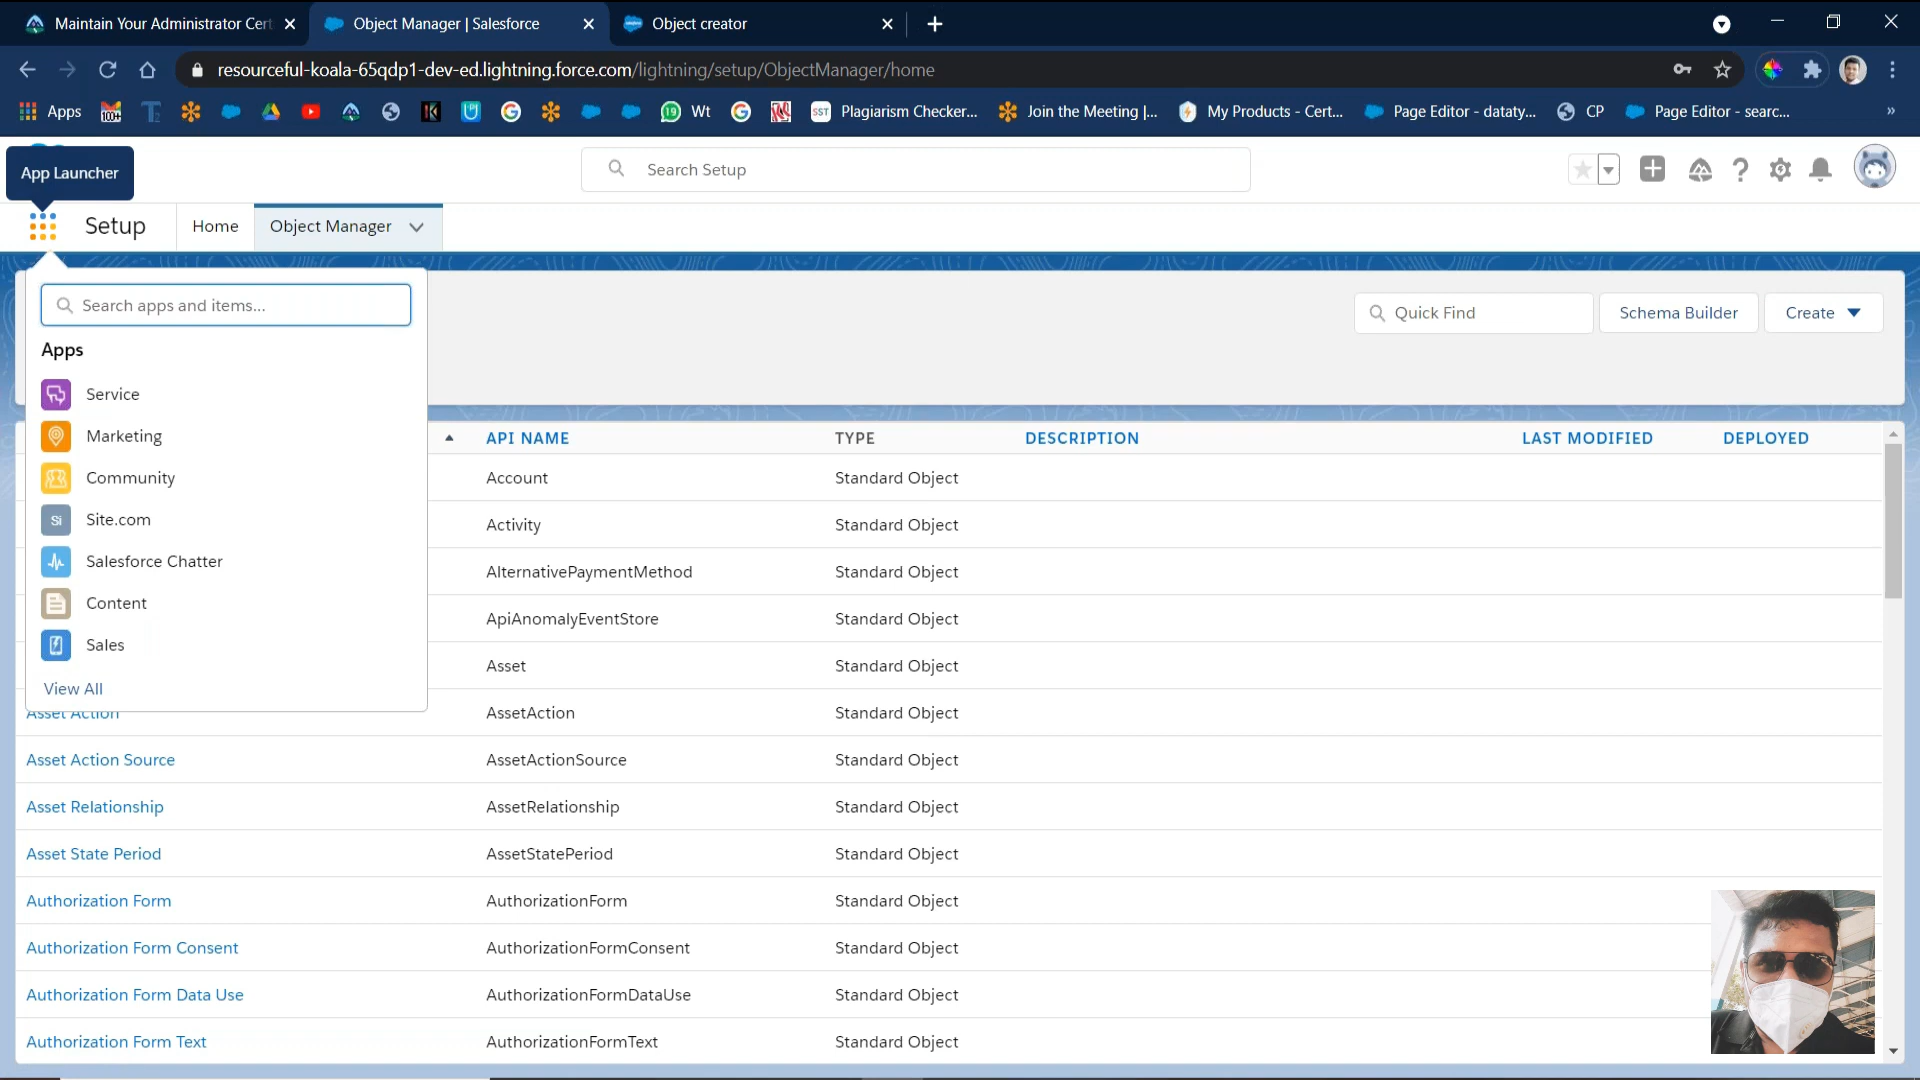 Maintain Your Administrator Cert
Object Manager | Salesforce
Object creator
resourceful-koala-65qdp1-dev-ed.lightning.force.com/lightning/setup/ObjectManager/home
Apps
100+
19
Wt
SST
Plagiarism Checker...
Join the Meeting |...
My Products - Cert...
Page Editor - dataty...
CP
Page Editor - searc...
App Launcher
Search Setup
Setup
Home
Object Manager
Search apps and items...
Quick Find
Schema Builder
Create
Apps
Service
Marketing
Community
Si
Site.com
Salesforce Chatter
Content
Sales
View All
API NAME
TYPE
DESCRIPTION
LAST MODIFIED
DEPLOYED
Account
Standard Object
Activity
Standard Object
AlternativePaymentMethod
Standard Object
ApiAnomalyEventStore
Standard Object
Asset
Standard Object
Asset Action
AssetAction
Standard Object
Asset Action Source
AssetActionSource
Standard Object
Asset Relationship
AssetRelationship
Standard Object
Asset State Period
AssetStatePeriod
Standard Object
Authorization Form
AuthorizationForm
Standard Object
Authorization Form Consent
AuthorizationFormConsent
Standard Object
Authorization Form Data Use
AuthorizationFormDataUse
Standard Object
Authorization Form Text
AuthorizationFormText
Standard Object